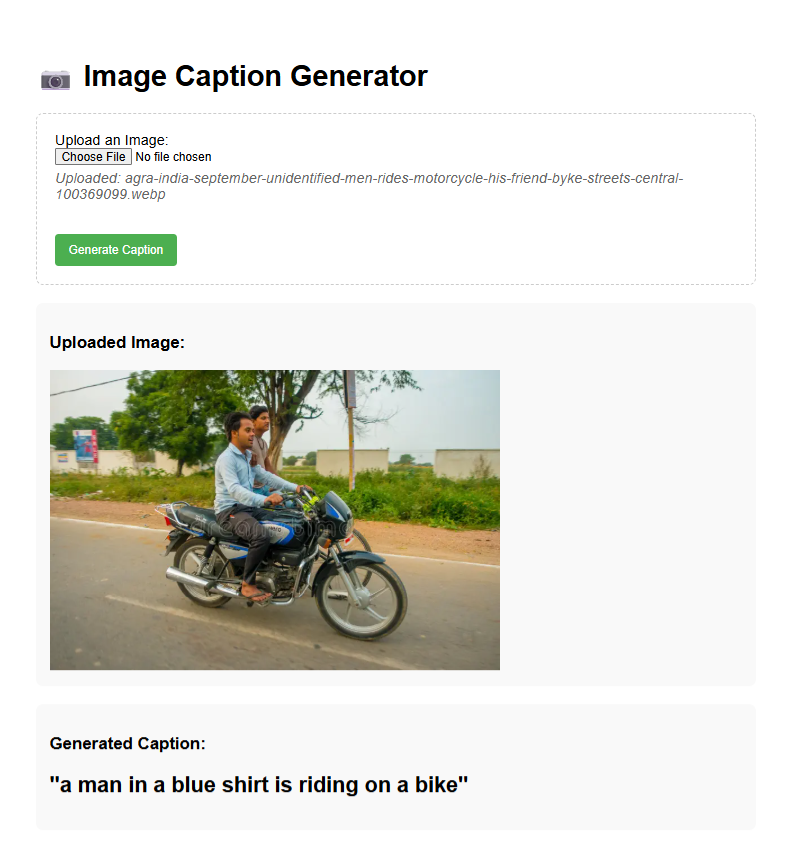 Image Caption Generator
Upload an Image:
Choose File No file chosen
Uploaded: agra-india-september-unidentified-men-rides-motorcycle-his-friend-byke-streets-central-
100369099.webp
Generate Caption
Uploaded Image:
dreamstime
Generated Caption:
"a man in a blue shirt is riding on a bike"